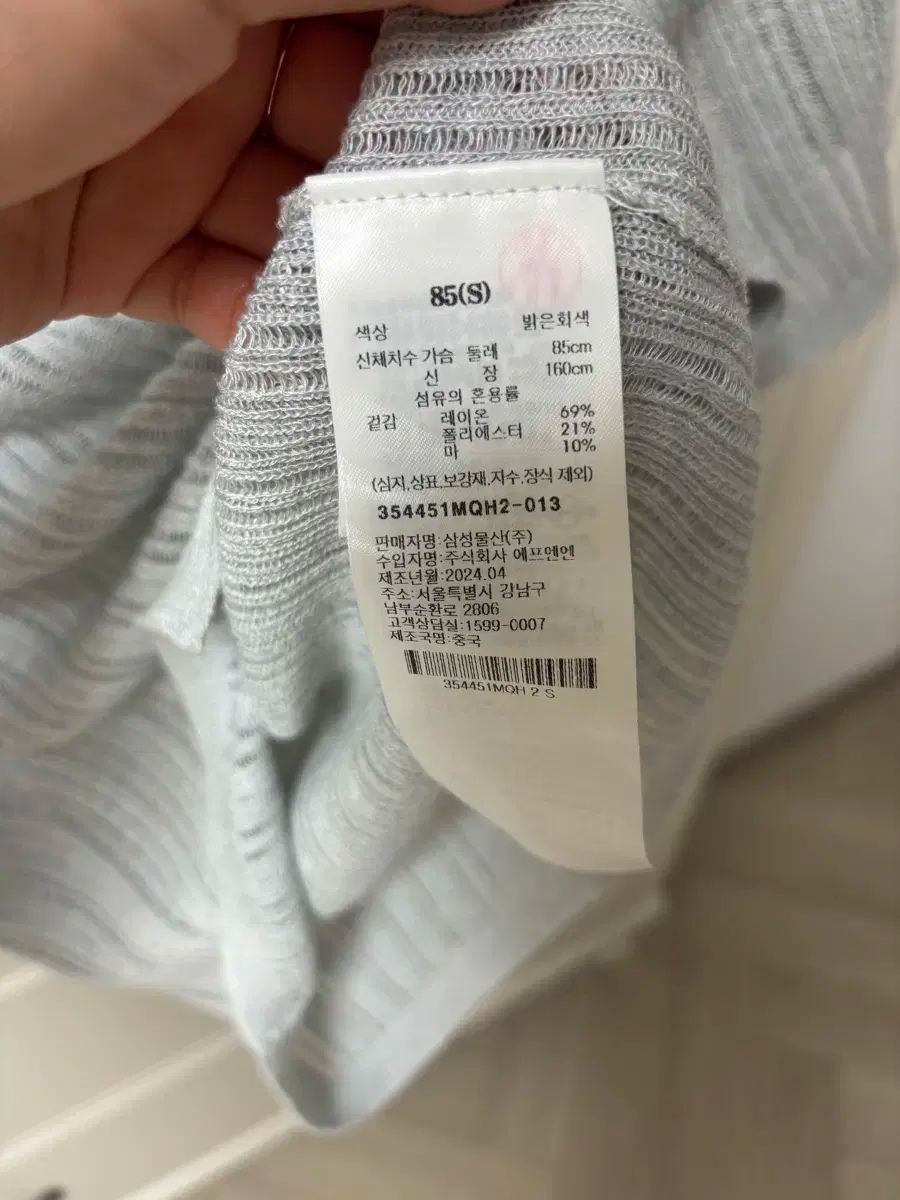 85(S)
색상 밝은회색
신체치수 가슴 둘레 85cm
신 장 160cm
섬유의 혼용률
겉감 레이온 69%
폴리에스터 21%
마 10%
(심지,상표,보강재,자수,장식 제외)
354451MQH2-013
판매자명:삼성물산(주)
수입자명:주식회사 에프엔엔
제조년월:2024.04
주소:서울특별시 강남구
남부순환로 2806
고객상담실:1599-0007
제조국명:중국
354451MQH 2 S